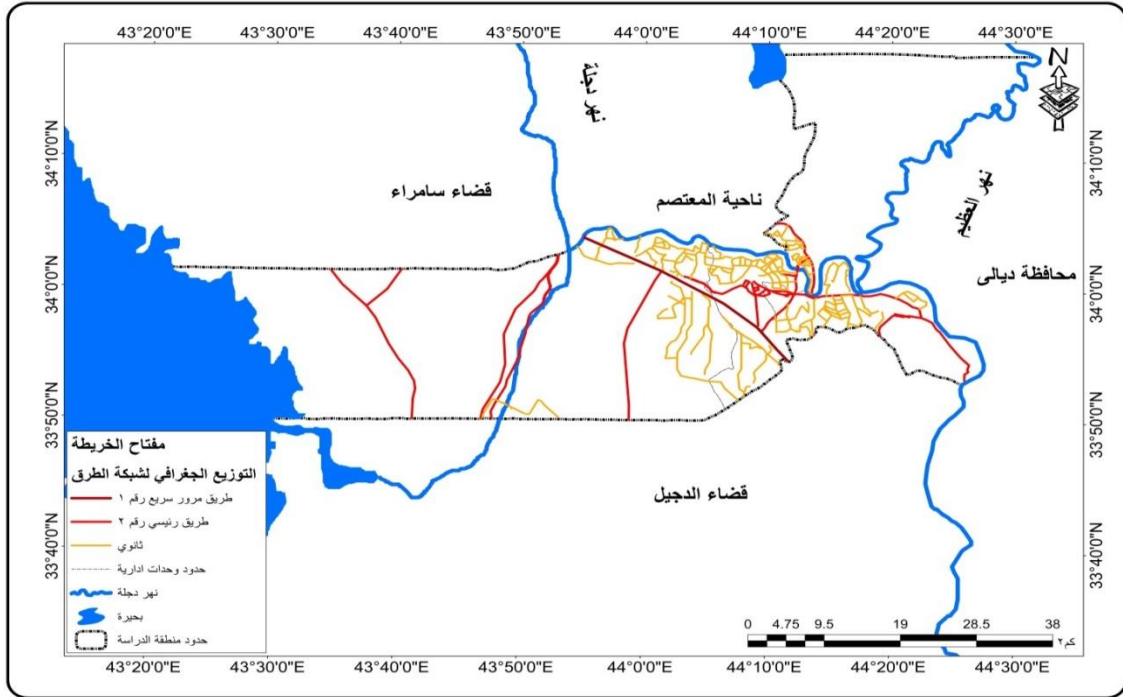 43°20'0"E 43°30'0"E 43°40'0"E 43°50'0"E 44°0'0"E 44°10'0"E 44°20'0"E 44°30'0"E
N
34°10'0"N
34°10'0"N
34°0'0"N
34°0'0"N
33°50'0"N
33°50'0"N
33°40'0"N
33°40'0"N
نهر دجلة
قضاء سامراء
ناحية المعتصم
نهر العظيم
محافظة ديالى
قضاء الدجيل
مفتاح الخريطة
التوزيع الجغرافي لشبكة الطرق
طريق مرور سريع رقم ١
طريق رئيسي رقم ٢
ثانوي
حدود وحدات ادارية
نهر دجلة
بحيرة
حدود منطقة الدراسة
0 4.75 9.5 19 28.5 38
كم٢
43°20'0"E 43°30'0"E 43°40'0"E 43°50'0"E 44°0'0"E 44°10'0"E 44°20'0"E 44°30'0"E